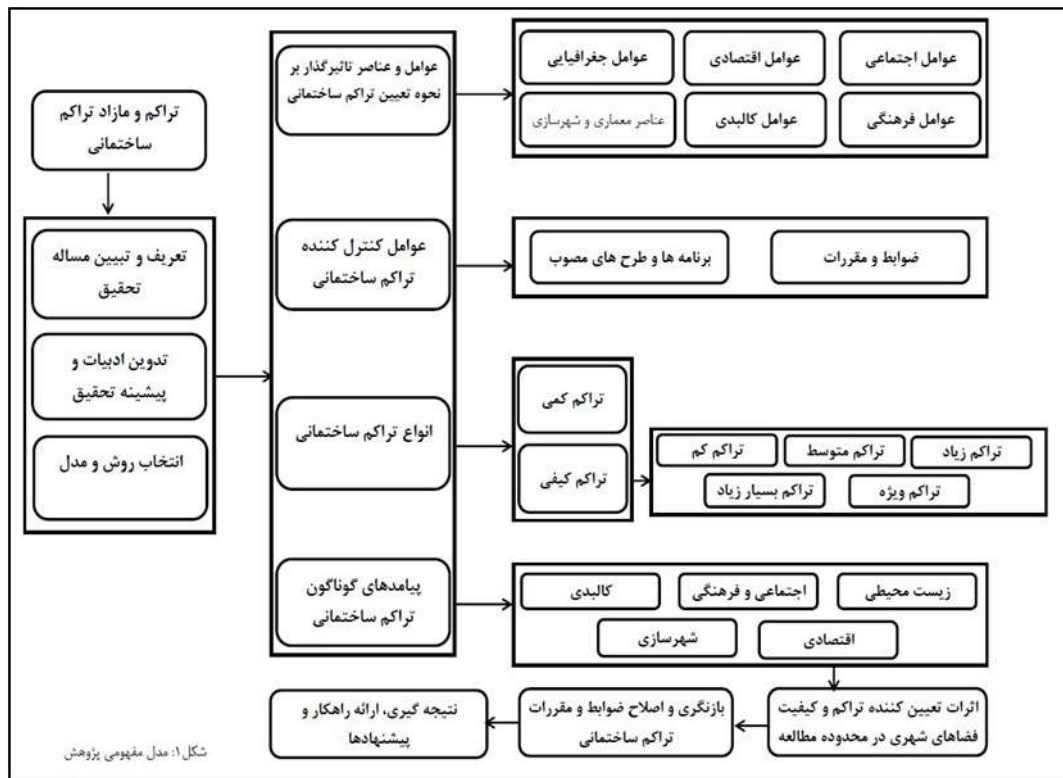 تراکم و مازاد تراکم
ساختمانی
تعریف و تبیین مساله
تحقیق
تدوین ادبیات و
پیشینه تحقیق
انتخاب روش و مدل
عوامل و عناصر تاثیرگذار بر
نحوه تعیین تراکم ساختمانی
عوامل کنترل کننده
تراکم ساختمانی
انواع تراکم ساختمانی
پیامدهای گوناگون
تراکم ساختمانی
عوامل اجتماعی
عوامل اقتصادی
عوامل جغرافیایی
عوامل فرهنگی
عوامل کالبدی
عناصر معماری و شهرسازی
ضوابط و مقررات
برنامه ها و طرح های مصوب
تراکم کمی
تراکم کیفی
تراکم زیاد
تراکم متوسط
تراکم کم
تراکم ویژه
تراکم بسیار زیاد
زیست محیطی
اجتماعی و فرهنگی
کالبدی
اقتصادی
شهرسازی
اثرات تعیین کننده تراکم و کیفیت
فضاهای شهری در محدوده مطالعه
بازنگری و اصلاح ضوابط و مقررات
تراکم ساختمانی
نتیجه گیری، ارائه راهکار و
پیشنهادها
شکل۱: مدل مفهومی پژوهش